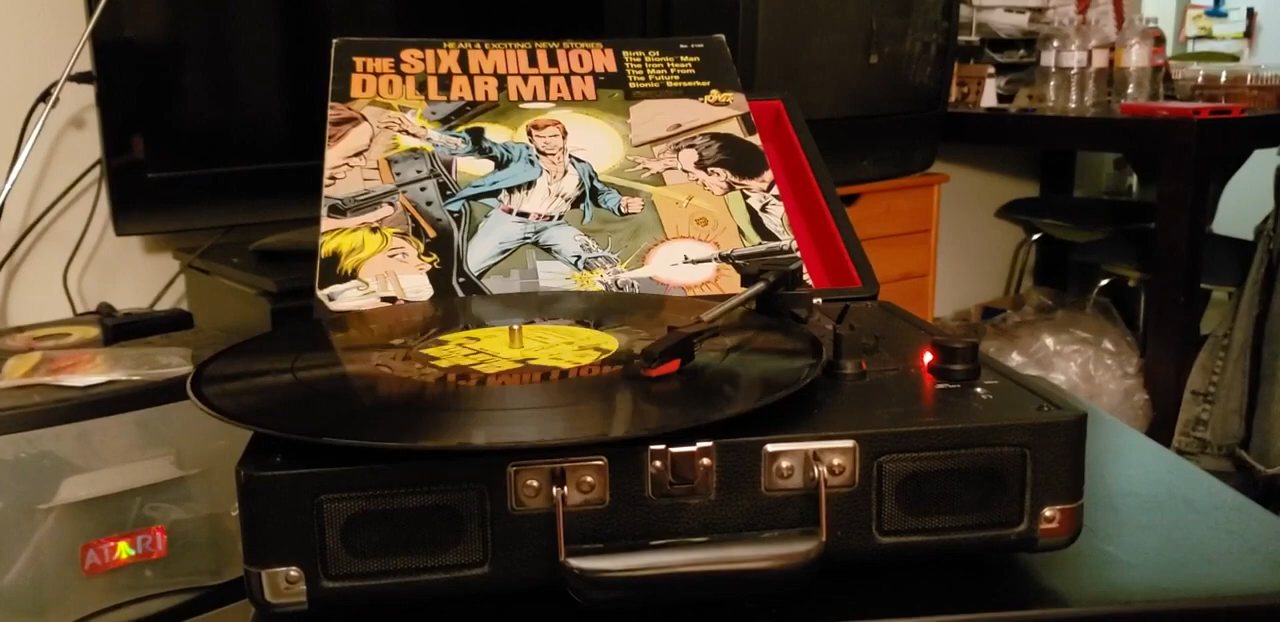 HEAR 4 EXCITING NEW STORIES
THE SIX MILLION
DOLLAR MAN
Birth Of
The Bionic Man
The Iron Heart
The Man From
The Future
Bionic Berserker
ATARI